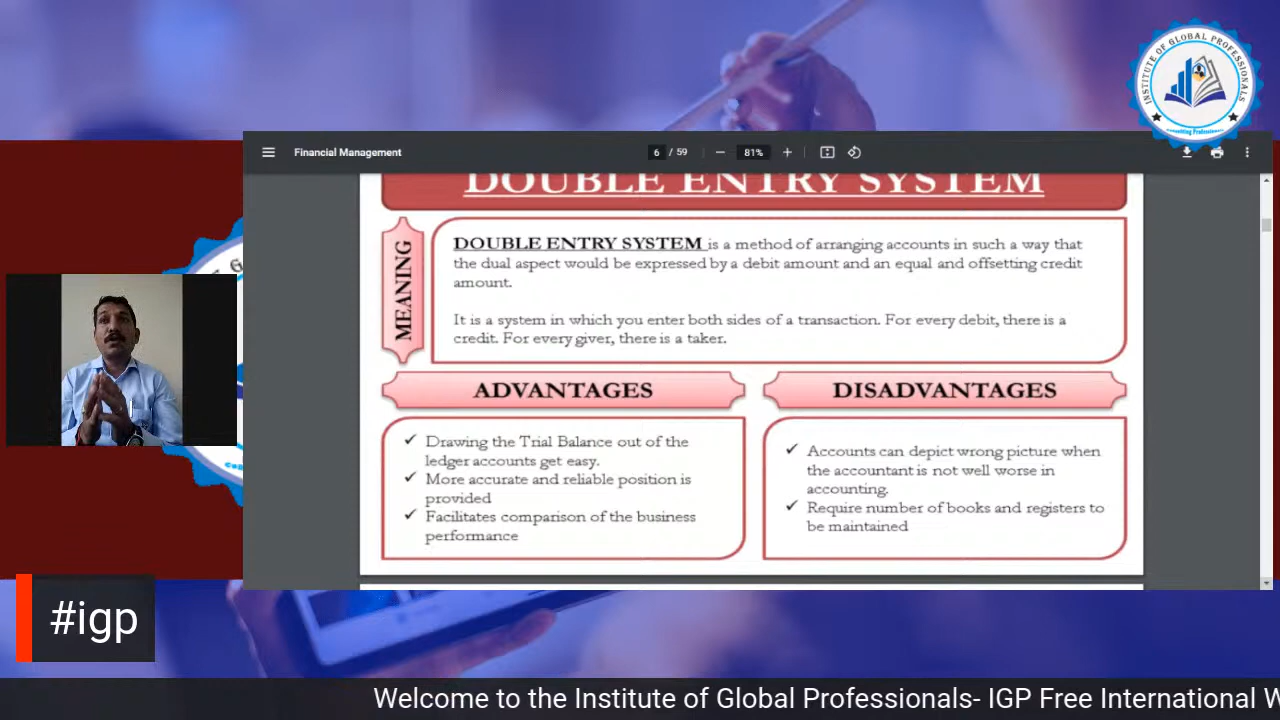 INSTITUTE OF GLOBAL PROFESSIONALS
Consulting Professionals
Financial Management
6 / 59
81%
DOUBLE ENTRY SYSTEM
MEANING
DOUBLE ENTRY SYSTEM is a method of arranging accounts in such a way that
the dual aspect would be expressed by a debit amount and an equal and offsetting credit
amount.
It is a system in which you enter both sides of a transaction. For every debit, there is a
credit. For every giver, there is a taker.
ADVANTAGES
✓ Drawing the Trial Balance out of the
ledger accounts get easy.
✓ More accurate and reliable position is
provided
✓ Facilitates comparison of the business
performance
DISADVANTAGES
✓ Accounts can depict wrong picture when
the accountant is not well worse in
accounting.
✓ Require number of books and registers to
be maintained
#igp
Welcome to the Institute of Global Professionals- IGP Free International W